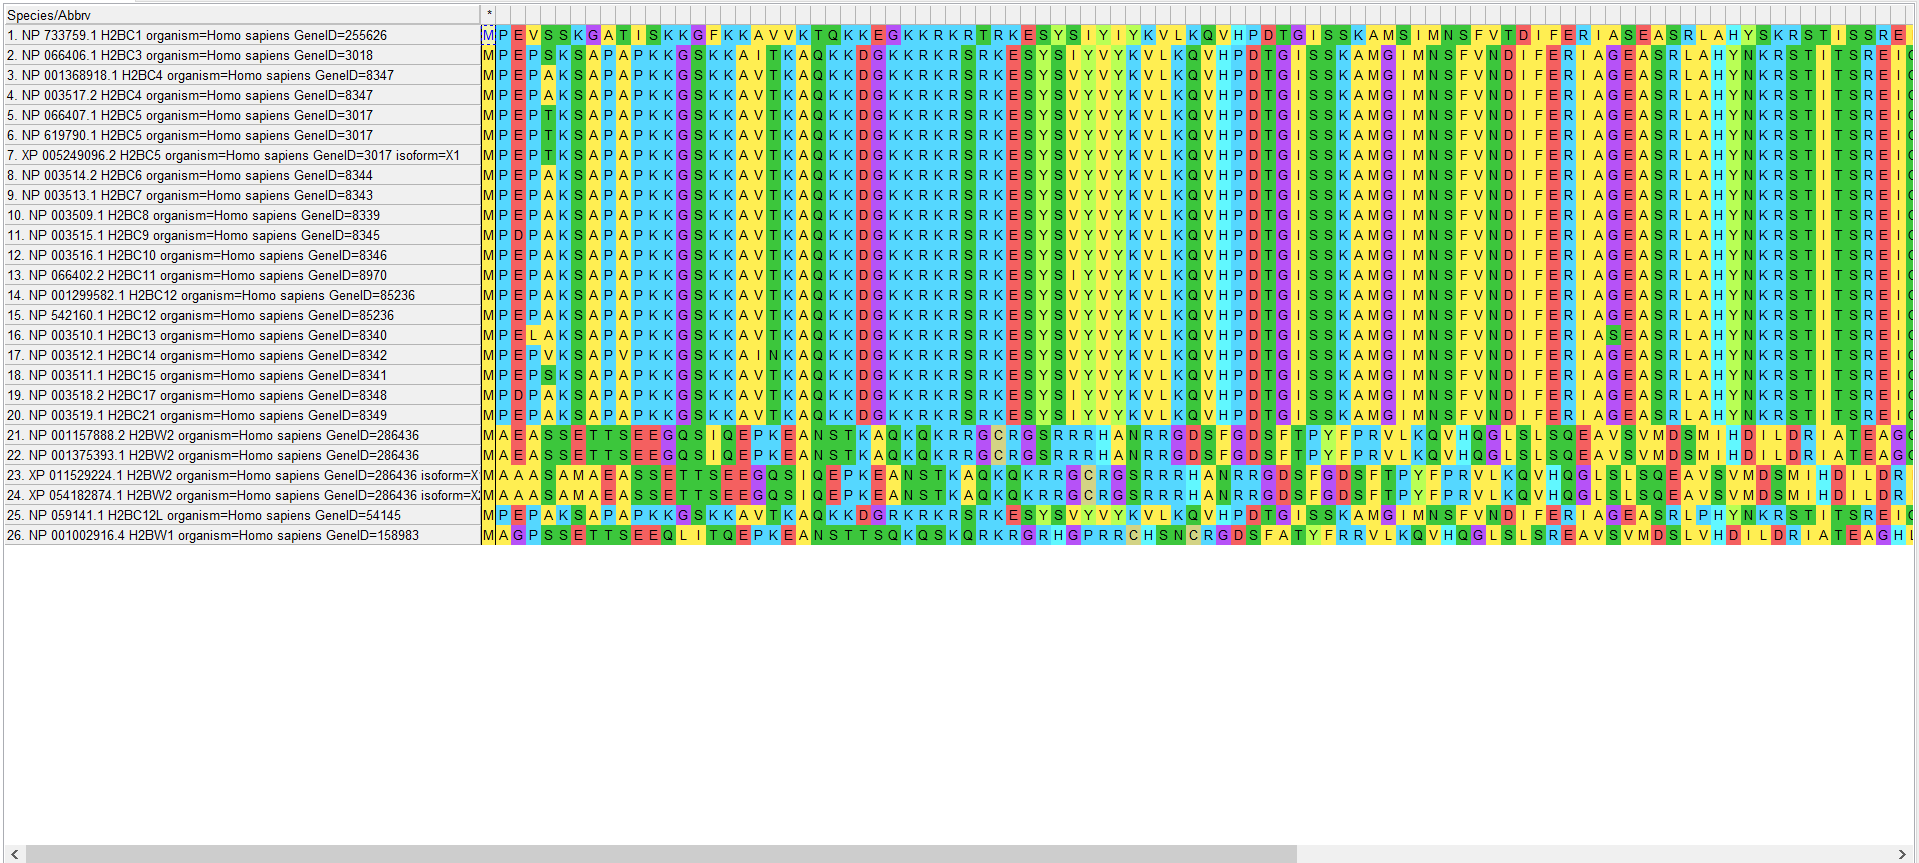 Species/Abbrv *
1. NP 733759.1 H2BC1 organism=Homo sapiens GeneID=255626 M P E V S S K G A T I S K K G F K K A V V K T Q K K E G K K R K R T R K E S Y S I Y I Y K V L K Q V H P D T G I S S K A M S I M N S F V T D I F E R I A S E A S R L A H Y S K R S T I S S R E
2. NP 066406.1 H2BC3 organism=Homo sapiens GeneID=3018 M P E P S K S A P A P K K G S K K A I T K A Q K K D G K K R K R S R K E S Y S I Y V Y K V L K Q V H P D T G I S S K A M G I M N S F V N D I F E R I A G E A S R L A H Y N K R S T I T S R E I
3. NP 001368918.1 H2BC4 organism=Homo sapiens GeneID=8347 M P E P A K S A P A P K K G S K K A V T K A Q K K D G K K R K R S R K E S Y S V Y V Y K V L K Q V H P D T G I S S K A M G I M N S F V N D I F E R I A G E A S R L A H Y N K R S T I T S R E I
4. NP 003517.2 H2BC4 organism=Homo sapiens GeneID=8347 M P E P A K S A P A P K K G S K K A V T K A Q K K D G K K R K R S R K E S Y S V Y V Y K V L K Q V H P D T G I S S K A M G I M N S F V N D I F E R I A G E A S R L A H Y N K R S T I T S R E I
5. NP 066407.1 H2BC5 organism=Homo sapiens GeneID=3017 M P E P T K S A P A P K K G S K K A V T K A Q K K D G K K R K R S R K E S Y S V Y V Y K V L K Q V H P D T G I S S K A M G I M N S F V N D I F E R I A G E A S R L A H Y N K R S T I T S R E I
6. NP 619790.1 H2BC5 organism=Homo sapiens GeneID=3017 M P E P T K S A P A P K K G S K K A V T K A Q K K D G K K R K R S R K E S Y S V Y V Y K V L K Q V H P D T G I S S K A M G I M N S F V N D I F E R I A G E A S R L A H Y N K R S T I T S R E I
7. XP 005249096.2 H2BC5 organism=Homo sapiens GeneID=3017 isoform=X1 M P E P T K S A P A P K K G S K K A V T K A Q K K D G K K R K R S R K E S Y S V Y V Y K V L K Q V H P D T G I S S K A M G I M N S F V N D I F E R I A G E A S R L A H Y N K R S T I T S R E I
8. NP 003514.2 H2BC6 organism=Homo sapiens GeneID=8344 M P E P A K S A P A P K K G S K K A V T K A Q K K D G K K R K R S R K E S Y S V Y V Y K V L K Q V H P D T G I S S K A M G I M N S F V N D I F E R I A G E A S R L A H Y N K R S T I T S R E I
9. NP 003513.1 H2BC7 organism=Homo sapiens GeneID=8343 M P E P A K S A P A P K K G S K K A V T K A Q K K D G K K R K R S R K E S Y S V Y V Y K V L K Q V H P D T G I S S K A M G I M N S F V N D I F E R I A G E A S R L A H Y N K R S T I T S R E I
10. NP 003509.1 H2BC8 organism=Homo sapiens GeneID=8339 M P E P A K S A P A P K K G S K K A V T K A Q K K D G K K R K R S R K E S Y S V Y V Y K V L K Q V H P D T G I S S K A M G I M N S F V N D I F E R I A G E A S R L A H Y N K R S T I T S R E I
11. NP 003515.1 H2BC9 organism=Homo sapiens GeneID=8345 M P D P A K S A P A P K K G S K K A V T K A Q K K D G K K R K R S R K E S Y S V Y V Y K V L K Q V H P D T G I S S K A M G I M N S F V N D I F E R I A G E A S R L A H Y N K R S T I T S R E I
12. NP 003516.1 H2BC10 organism=Homo sapiens GeneID=8346 M P E P A K S A P A P K K G S K K A V T K A Q K K D G K K R K R S R K E S Y S V Y V Y K V L K Q V H P D T G I S S K A M G I M N S F V N D I F E R I A G E A S R L A H Y N K R S T I T S R E I
13. NP 066402.2 H2BC11 organism=Homo sapiens GeneID=8970 M P E P A K S A P A P K K G S K K A V T K A Q K K D G K K R K R S R K E S Y S I Y V Y K V L K Q V H P D T G I S S K A M G I M N S F V N D I F E R I A G E A S R L A H Y N K R S T I T S R E I
14. NP 001299582.1 H2BC12 organism=Homo sapiens GeneID=85236 M P E P A K S A P A P K K G S K K A V T K A Q K K D G K K R K R S R K E S Y S V Y V Y K V L K Q V H P D T G I S S K A M G I M N S F V N D I F E R I A G E A S R L A H Y N K R S T I T S R E I
15. NP 542160.1 H2BC12 organism=Homo sapiens GeneID=85236 M P E P A K S A P A P K K G S K K A V T K A Q K K D G K K R K R S R K E S Y S V Y V Y K V L K Q V H P D T G I S S K A M G I M N S F V N D I F E R I A G E A S R L A H Y N K R S T I T S R E I
16. NP 003510.1 H2BC13 organism=Homo sapiens GeneID=8340 M P E L A K S A P A P K K G S K K A V T K A Q K K D G K K R K R S R K E S Y S V Y V Y K V L K Q V H P D T G I S S K A M G I M N S F V N D I F E R I A S E A S R L A H Y N K R S T I T S R E I
17. NP 003512.1 H2BC14 organism=Homo sapiens GeneID=8342 M P E P V K S A P V P K K G S K K A I N K A Q K K D G K K R K R S R K E S Y S V Y V Y K V L K Q V H P D T G I S S K A M G I M N S F V N D I F E R I A G E A S R L A H Y N K R S T I T S R E I
18. NP 003511.1 H2BC15 organism=Homo sapiens GeneID=8341 M P E P S K S A P A P K K G S K K A V T K A Q K K D G K K R K R S R K E S Y S V Y V Y K V L K Q V H P D T G I S S K A M G I M N S F V N D I F E R I A G E A S R L A H Y N K R S T I T S R E I
19. NP 003518.2 H2BC17 organism=Homo sapiens GeneID=8348 M P D P A K S A P A P K K G S K K A V T K A Q K K D G K K R K R S R K E S Y S V Y V Y K V L K Q V H P D T G I S S K A M G I M N S F V N D I F E R I A G E A S R L A H Y N K R S T I T S R E I
20. NP 003519.1 H2BC21 organism=Homo sapiens GeneID=8349 M P E P A K S A P A P K K G S K K A V T K A Q K K D G K K R K R S R K E S Y S I Y V Y K V L K Q V H P D T G I S S K A M G I M N S F V N D I F E R I A G E A S R L A H Y N K R S T I T S R E I
21. NP 001157888.2 H2BW2 organism=Homo sapiens GeneID=286436 M A E A S S E T T S E E G Q S I Q E P K E A N S T K A Q K Q K R R G C R G S R R R H A N R R G D S F G D S F T P Y F P R V L K Q V H Q G L S L S Q E A V S V M D S M I H D I L D R I A T E A G
22. NP 001375393.1 H2BW2 organism=Homo sapiens GeneID=286436 M A E A S S E T T S E E G Q S I Q E P K E A N S T K A Q K Q K R R G C R G S R R R H A N R R G D S F G D S F T P Y F P R V L K Q V H Q G L S L S Q E A V S V M D S M I H D I L D R I A T E A G
23. XP 011529224.1 H2BW2 organism=Homo sapiens GeneID=286436 isoform=X M A A A S A M A E A S S E T T S E E G Q S I Q E P K E A N S T K A Q K Q K R R G C R G S R R R H A N R R G D S F G D S F T P Y F P R V L K Q V H Q G L S L S Q E A V S V M D S M I H D I L D R
24. XP 054182874.1 H2BW2 organism=Homo sapiens GeneID=286436 isoform=X M A A A S A M A E A S S E T T S E E G Q S I Q E P K E A N S T K A Q K Q K R R G C R G S R R R H A N R R G D S F G D S F T P Y F P R V L K Q V H Q G L S L S Q E A V S V M D S M I H D I L D R
25. NP 059141.1 H2BC12L organism=Homo sapiens GeneID=54145 M P E P A K S A P A P K K G S K K A V T K A Q K K D G R K R K R S R K E S Y S V Y V Y K V L K Q V H P D T G I S S K A M G I M N S F V N D I F E R I A G E A S R L P H Y N K R S T I T S R E I
26. NP 001002916.4 H2BW1 organism=Homo sapiens GeneID=158983 M A G P S S E T T S E E Q L I T Q E P K E A N S T T S Q K Q S K Q R K R G R H G P R R C H S N C R G D S F A T Y F R R V L K Q V H Q G L S L S R E A V S V M D S L V H D I L D R I A T E A G H